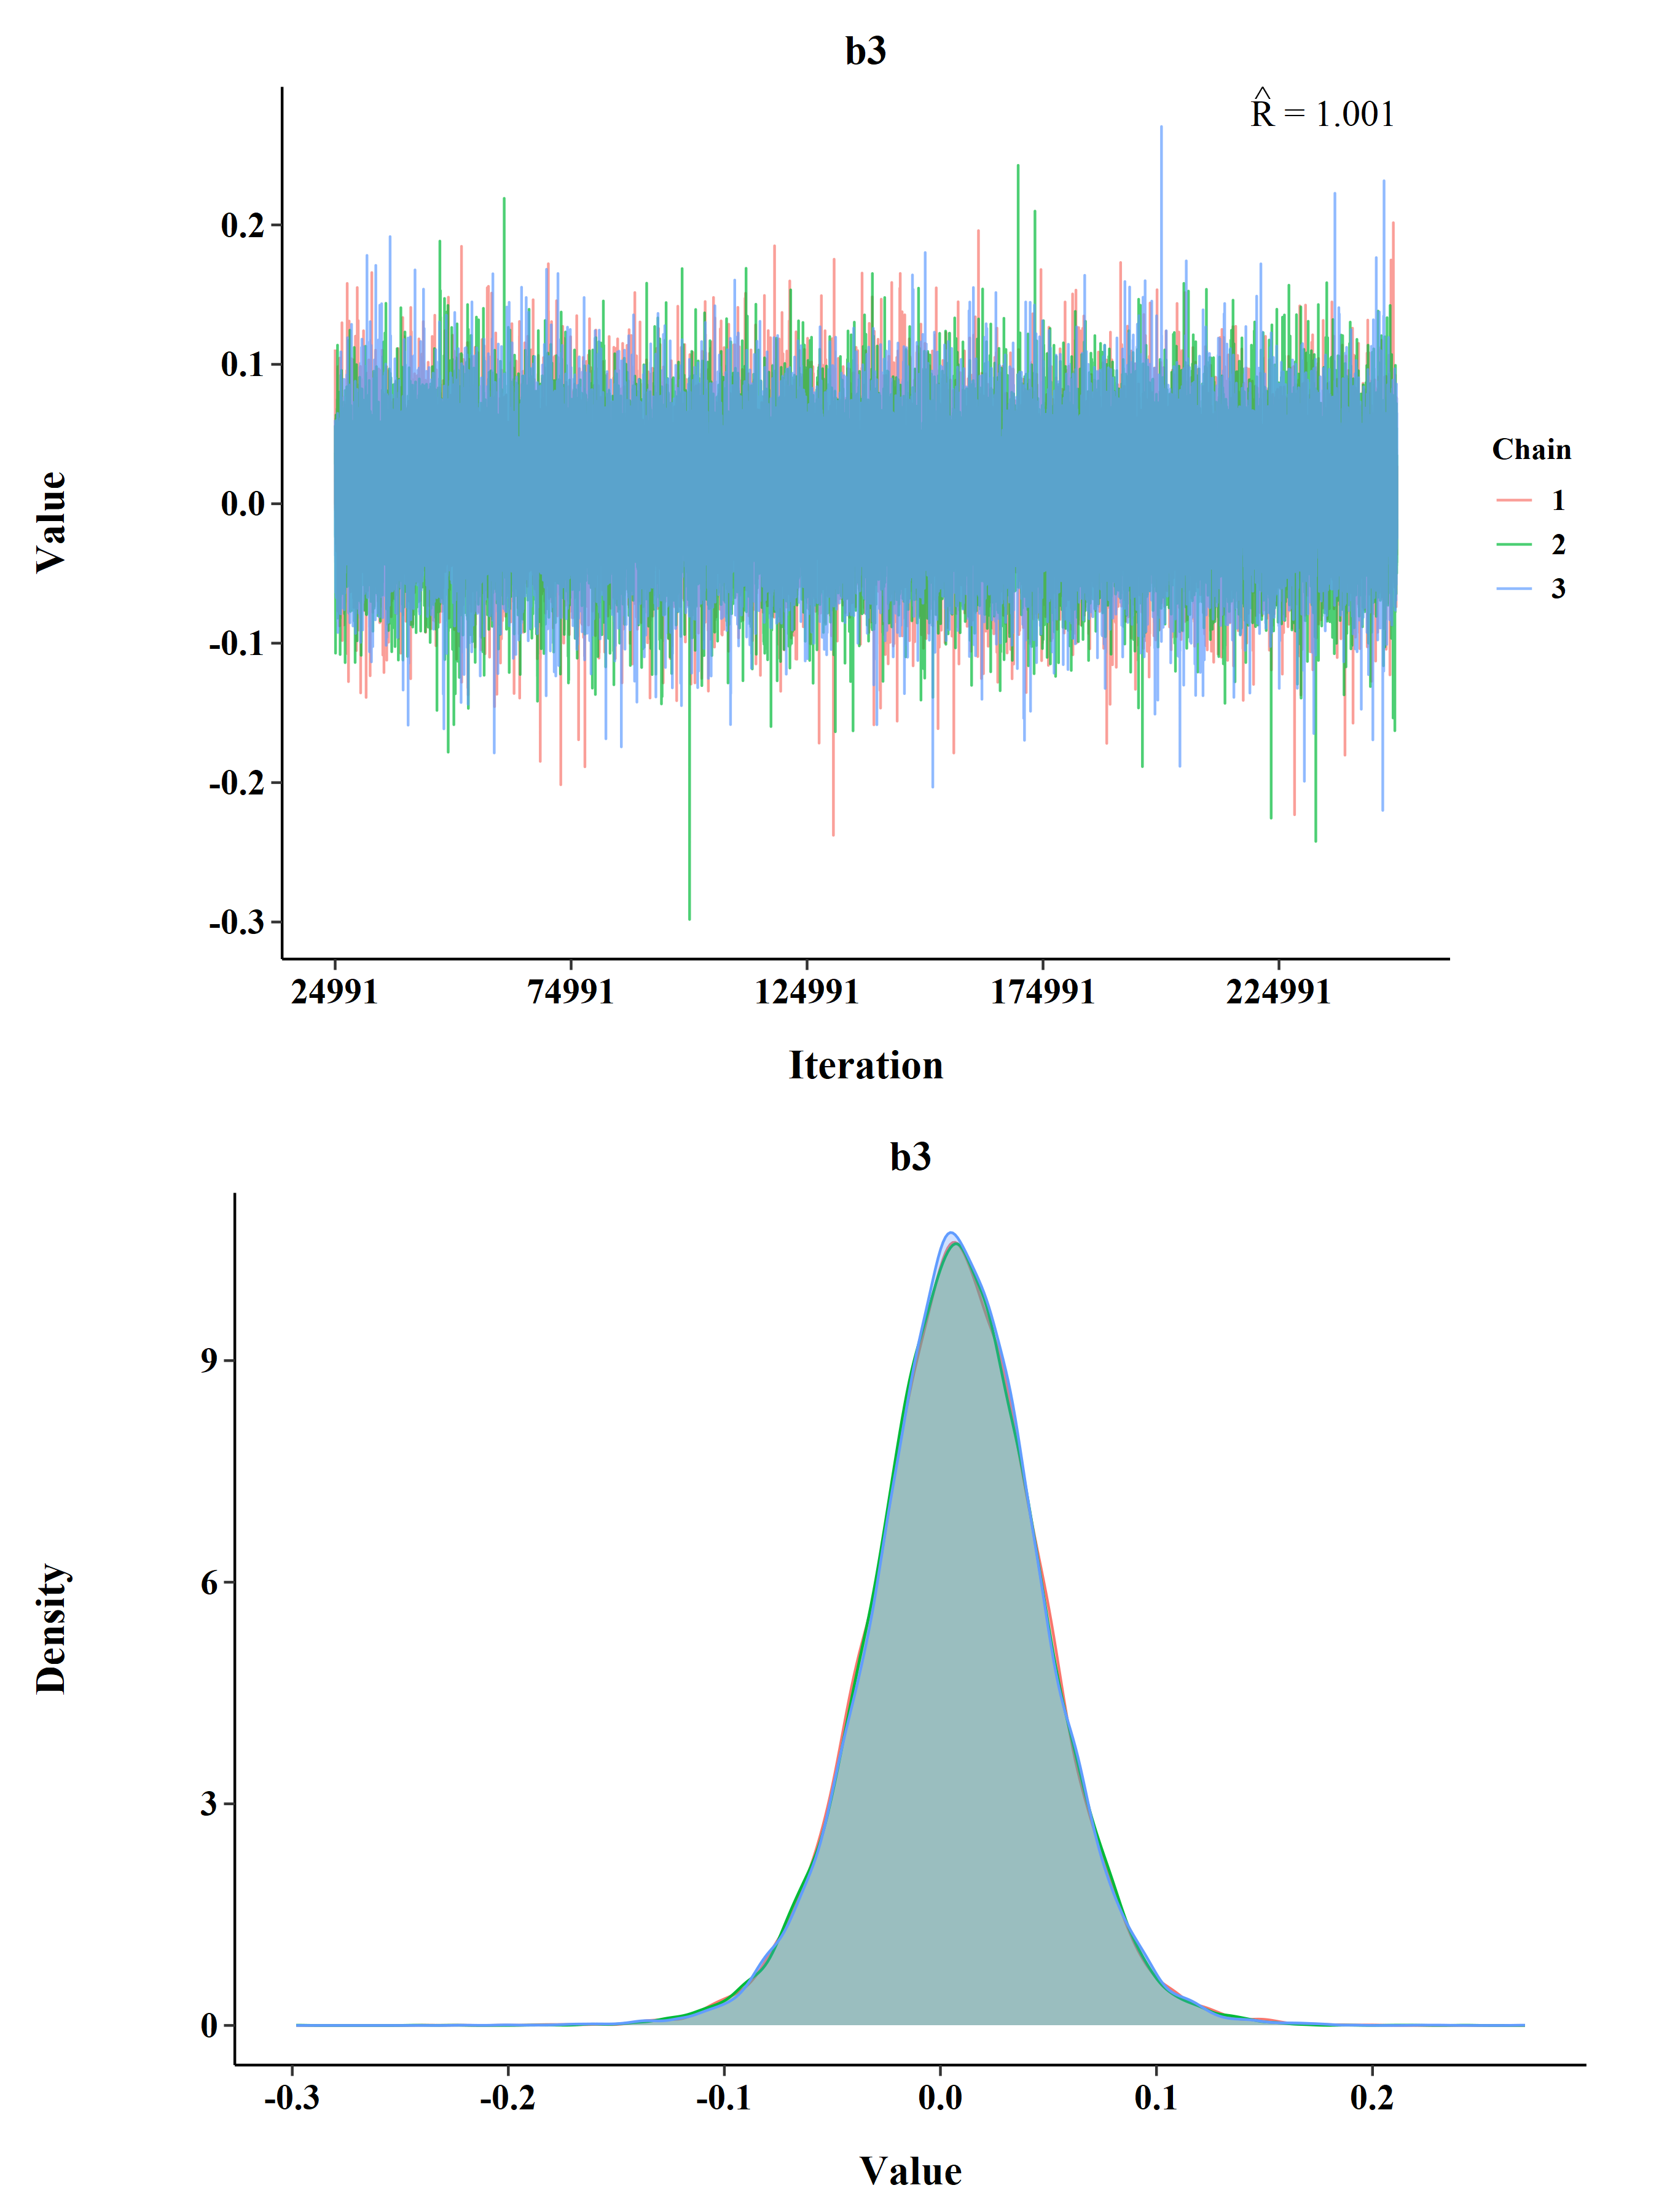 b3
R̂ = 1.001
0.2
0.1
0.0
-0.1
-0.2
-0.3
Value
24991 74991 124991 174991 224991
Iteration
Chain
1
2
3
b3
9
6
3
0
Density
-0.3 -0.2 -0.1 0.0 0.1 0.2
Value